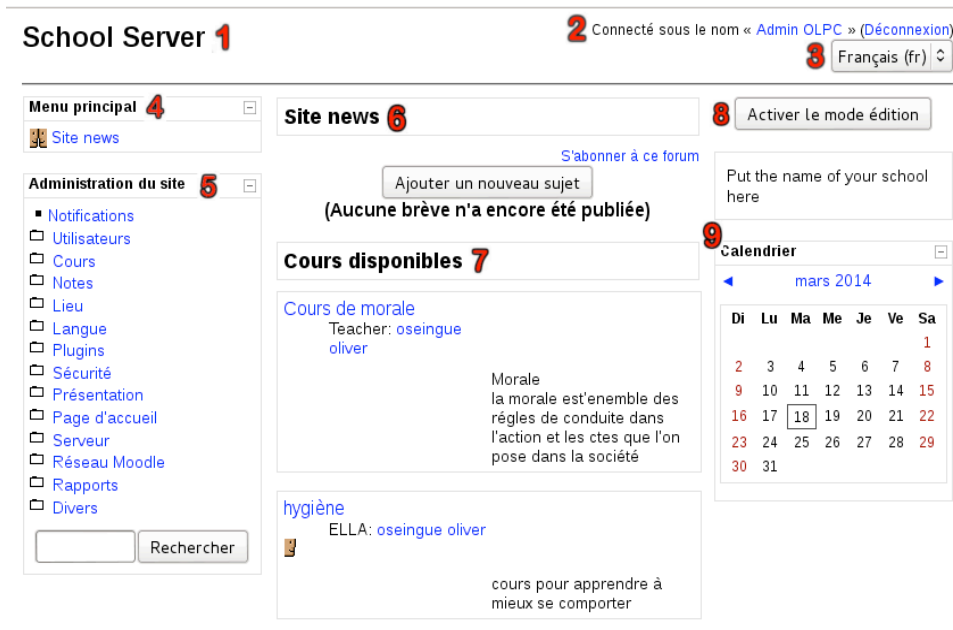 School Server 1
2 Connecté sous le nom « Admin OLPC » (Déconnexion)
3 Français (fr)
Menu principal 4
Site news
Administration du site 5
Notifications
Utilisateurs
Cours
Notes
Lieu
Langue
Plugins
Sécurité
Présentation
Page d'accueil
Serveur
Réseau Moodle
Rapports
Divers
Rechercher
Site news 6
S'abonner à ce forum
Ajouter un nouveau sujet
(Aucune brève n'a encore été publiée)
Cours disponibles 7
Cours de morale
Teacher: oseingue
oliver
Morale
la morale est'enemble des
régles de conduite dans
l'action et les ctes que l'on
pose dans la société
hygiène
ELLA: oseingue oliver
cours pour apprendre à
mieux se comporter
8 Activer le mode édition
Put the name of your school
here
9
Calendrier
◄ mars 2014 ►
Di Lu Ma Me Je Ve Sa
1
2 3 4 5 6 7 8
9 10 11 12 13 14 15
16 17 18 19 20 21 22
23 24 25 26 27 28 29
30 31